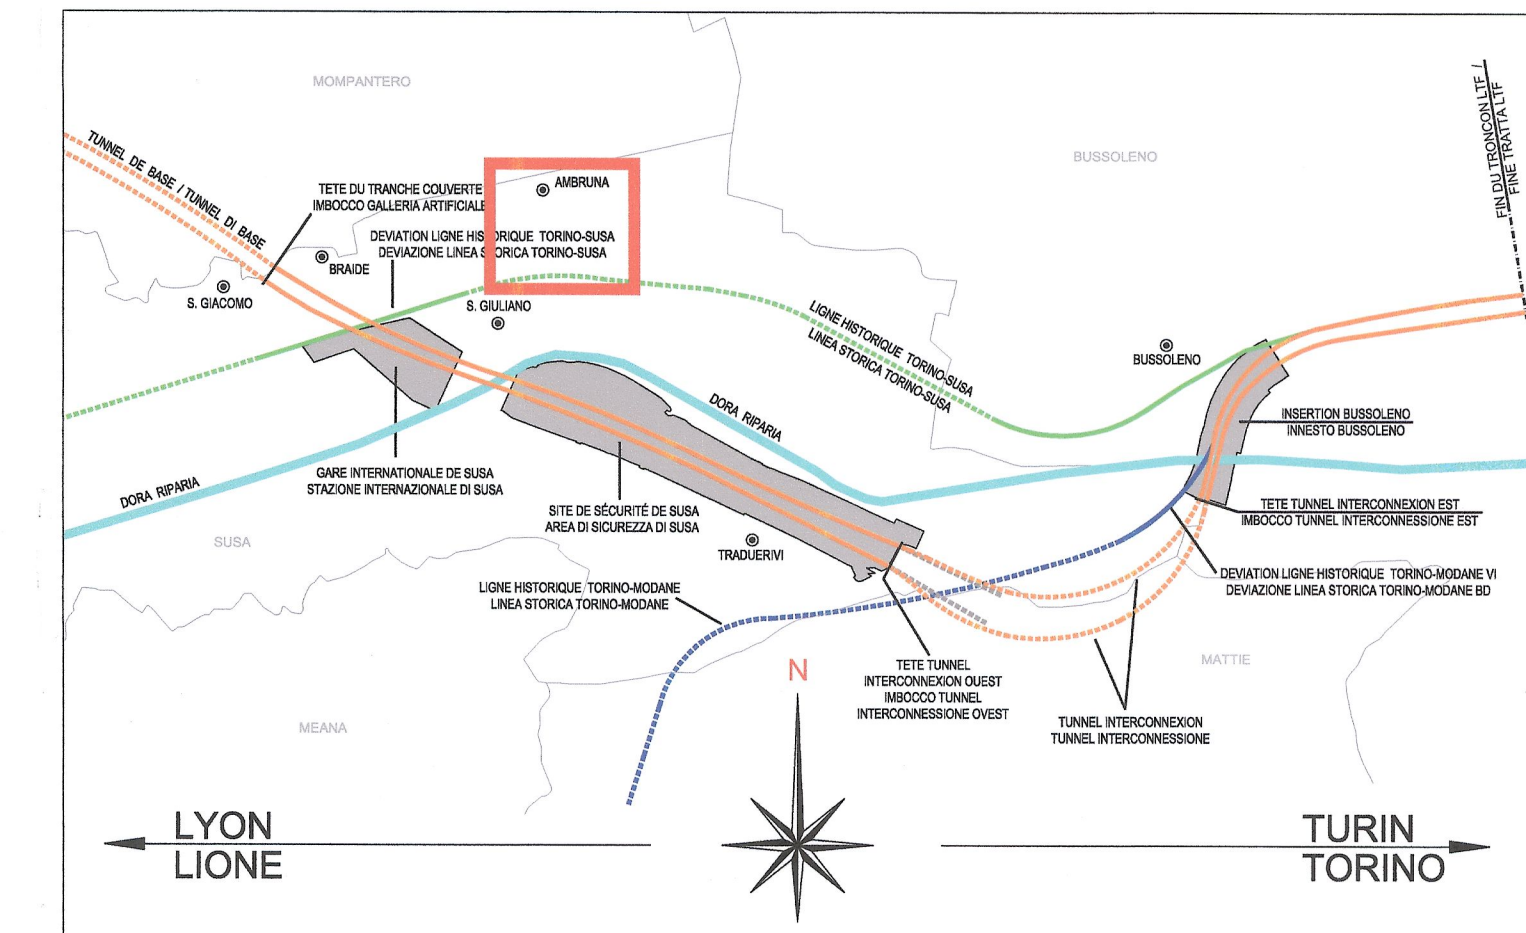 MOMPANTERO
BUSSOLENO
FIN DU TRONCON LTF /
FINE TRATTA LTF
TUNNEL DE BASE / TUNNEL DI BASE
TETE DU TRANCHE COUVERTE
IMBOCCO GALLERIA ARTIFICIALE
AMBRUNA
DEVIATION LIGNE HISTORIQUE TORINO-SUSA
DEVIAZIONE LINEA STORICA TORINO-SUSA
BRAIDE
S. GIACOMO
S. GIULIANO
LIGNE HISTORIQUE TORINO-SUSA
LINEA STORICA TORINO-SUSA
BUSSOLENO
DORA RIPARIA
INSERTION BUSSOLENO
INNESTO BUSSOLENO
GARE INTERNATIONALE DE SUSA
STAZIONE INTERNAZIONALE DI SUSA
DORA RIPARIA
SITE DE SÉCURITÉ DE SUSA
AREA DI SICUREZZA DI SUSA
TETE TUNNEL INTERCONNEXION EST
IMBOCCO TUNNEL INTERCONNESSIONE EST
SUSA
TRADUERIVI
LIGNE HISTORIQUE TORINO-MODANE
LINEA STORICA TORINO-MODANE
DEVIATION LIGNE HISTORIQUE TORINO-MODANE VI
DEVIAZIONE LINEA STORICA TORINO-MODANE BD
MATTIE
TETE TUNNEL
INTERCONNEXION OUEST
IMBOCCO TUNNEL
INTERCONNESSIONE OVEST
N
MEANA
TUNNEL INTERCONNEXION
TUNNEL INTERCONNESSIONE
LYON
LIONE
TURIN
TORINO